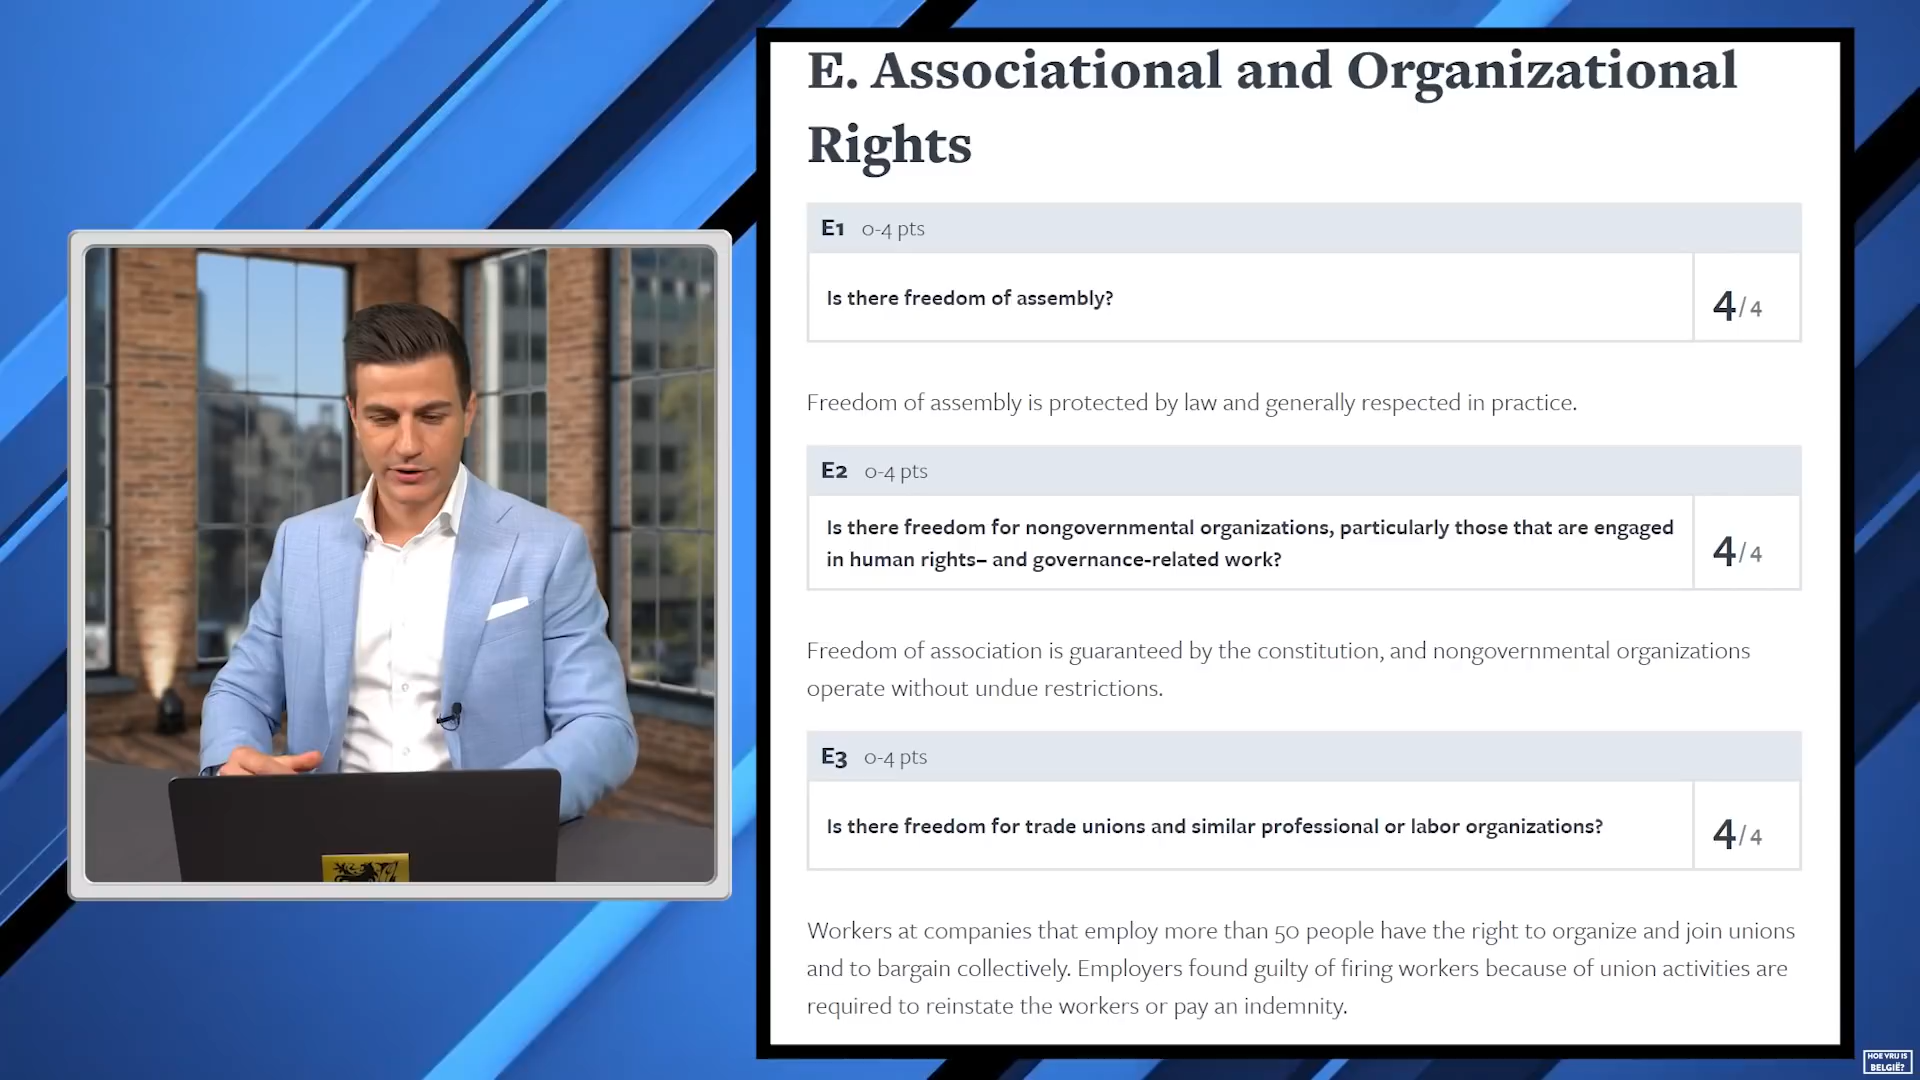 E. Associational and Organizational
Rights
E1 0-4 pts
Is there freedom of assembly?
4/4
Freedom of assembly is protected by law and generally respected in practice.
E2 0-4 pts
Is there freedom for nongovernmental organizations, particularly those that are engaged
in human rights– and governance-related work?
4/4
Freedom of association is guaranteed by the constitution, and nongovernmental organizations
operate without undue restrictions.
E3 0-4 pts
Is there freedom for trade unions and similar professional or labor organizations?
4/4
Workers at companies that employ more than 50 people have the right to organize and join unions
and to bargain collectively. Employers found guilty of firing workers because of union activities are
required to reinstate the workers or pay an indemnity.
HOE VRIJ IS
BELGIË?